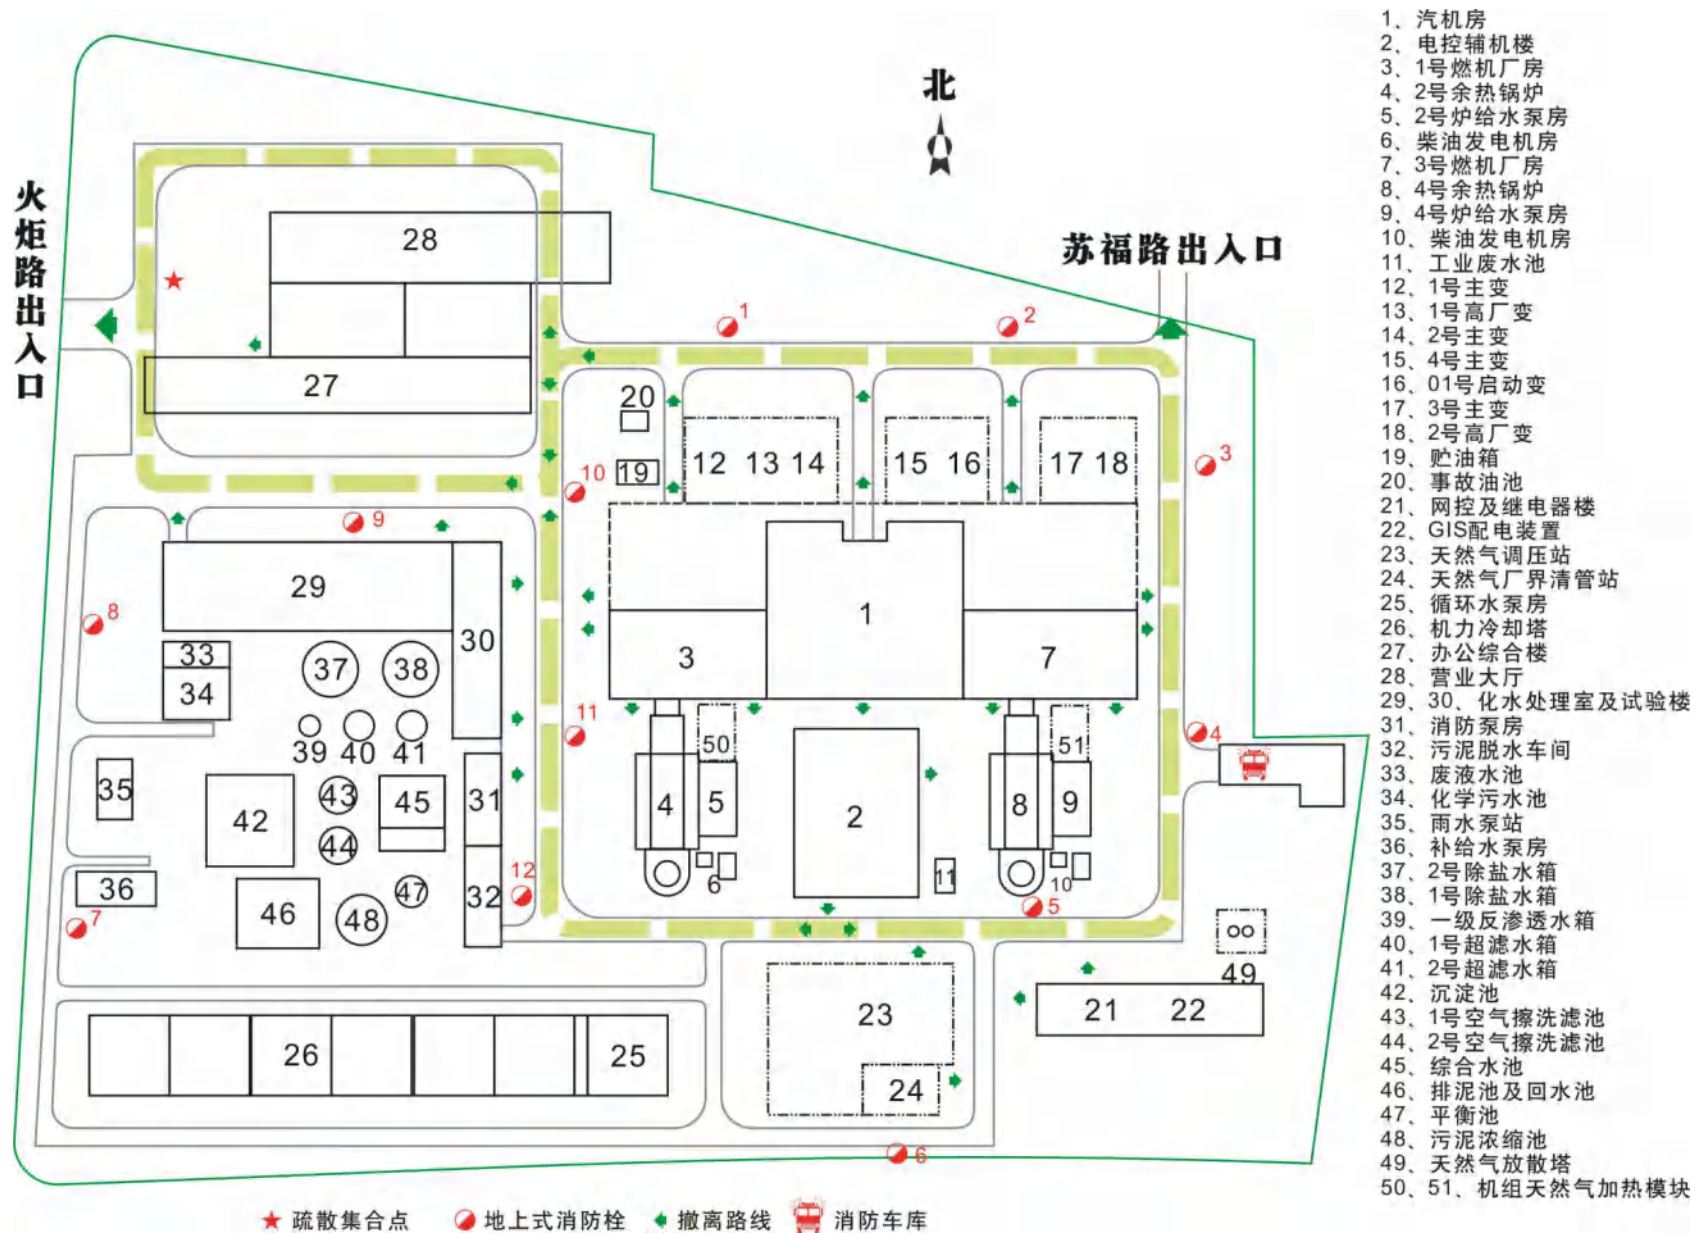 北
火炬路出入口
苏福路出入口
28
27
20
19
12 13 14
15 16
17 18
1
2
3
10
9
8
11
4
12
7
5
6
29
30
33
34
37
38
39
40
41
35
42
43
44
45
31
36
46
47
48
32
1
3
7
50
51
4
5
2
8
9
6
11
10
49
21
22
23
24
26
25
1、汽机房
2、电控辅机楼
3、1号燃机厂房
4、2号余热锅炉
5、2号炉给水泵房
6、柴油发电机房
7、3号燃机厂房
8、4号余热锅炉
9、4号炉给水泵房
10、柴油发电机房
11、工业废水池
12、1号主变
13、1号高厂变
14、2号主变
15、4号主变
16、01号启动变
17、3号主变
18、2号高厂变
19、贮油箱
20、事故油池
21、网控及继电器楼
22、GIS配电装置
23、天然气调压站
24、天然气厂界清管站
25、循环水泵房
26、机力冷却塔
27、办公综合楼
28、营业大厅
29、30、化水处理室及试验楼
31、消防泵房
32、污泥脱水车间
33、废液水池
34、化学污水池
35、雨水泵站
36、补给水泵房
37、2号除盐水箱
38、1号除盐水箱
39、一级反渗透水箱
40、1号超滤水箱
41、2号超滤水箱
42、沉淀池
43、1号空气擦洗滤池
44、2号空气擦洗滤池
45、综合水池
46、排泥池及回水池
47、平衡池
48、污泥浓缩池
49、天然气放散塔
50、51、机组天然气加热模块
疏散集合点 地上式消防栓 撤离路线 消防车库